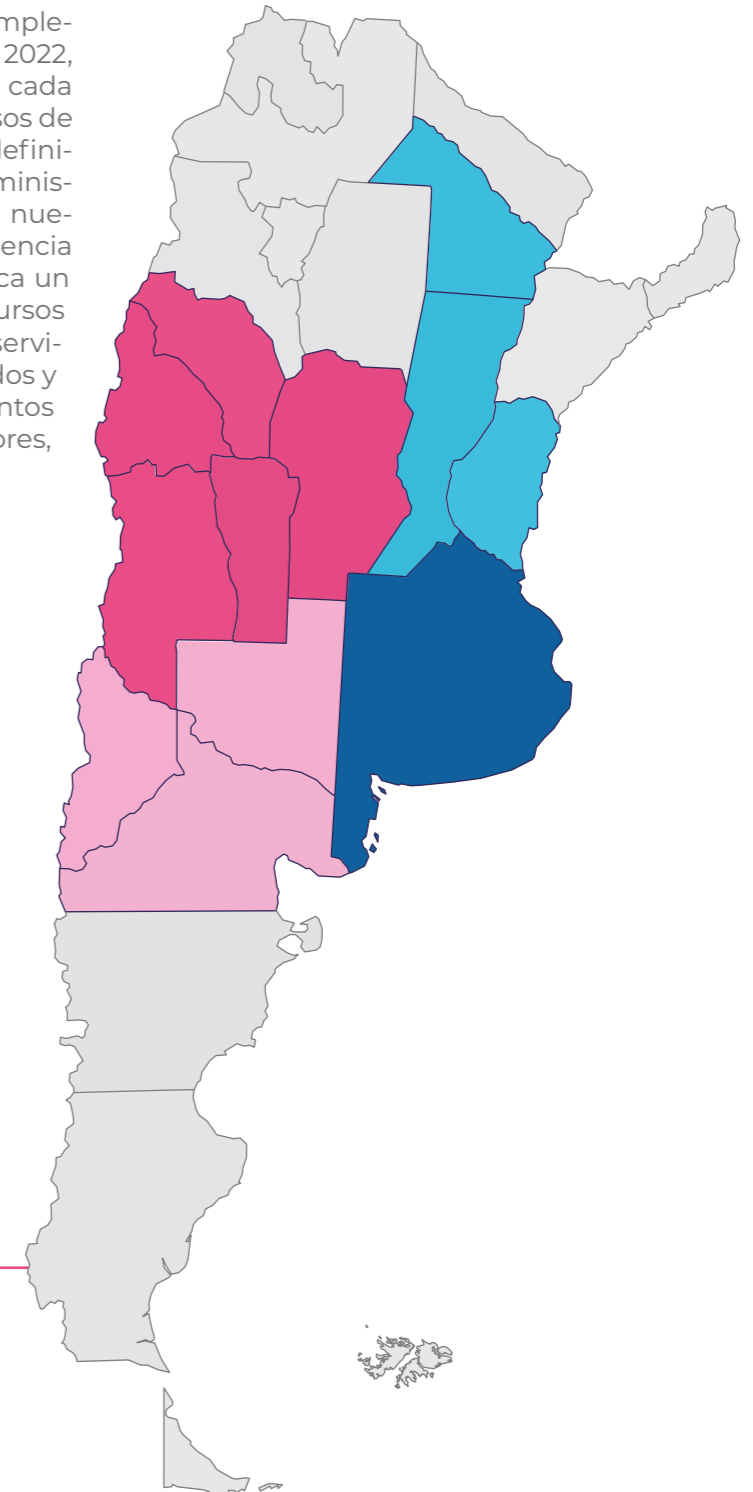 mple-
2022,
cada
sos de
defini-
minis-
nue-
encia
ca un
ursos
servi-
dos y
ntos
ores,